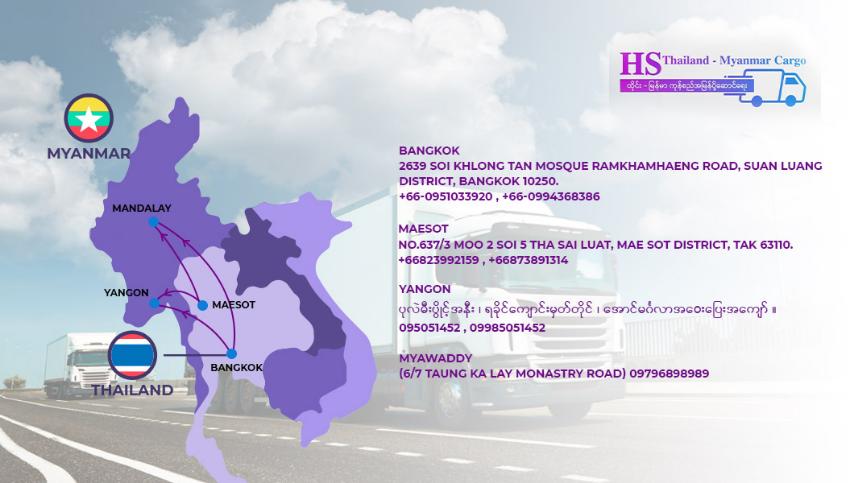 HS Thailand - Myanmar Cargo
ထိုင်း - မြန်မာ ကုန်စည်အမြန်ပို့ဆောင်ရေး
MYANMAR
MANDALAY
YANGON
MAESOT
BANGKOK
THAILAND
BANGKOK
2639 SOI KHLONG TAN MOSQUE RAMKHAMHAENG ROAD, SUAN LUANG
DISTRICT, BANGKOK 10250.
+66-0951033920 , +66-0994368386
MAESOT
NO.637/3 MOO 2 SOI 5 THA SAI LUAT, MAE SOT DISTRICT, TAK 63110.
+66823992159 , +66873891314
YANGON
ပုလဲမီးပွိုင့်အနီး ၊ ရခိုင်ကျောင်းမှတ်တိုင် ၊ အောင်မင်္ဂလာအဝေးပြေးအကျော် ။
095051452 , 09985051452
MYAWADDY
(6/7 TAUNG KA LAY MONASTRY ROAD) 09796898989